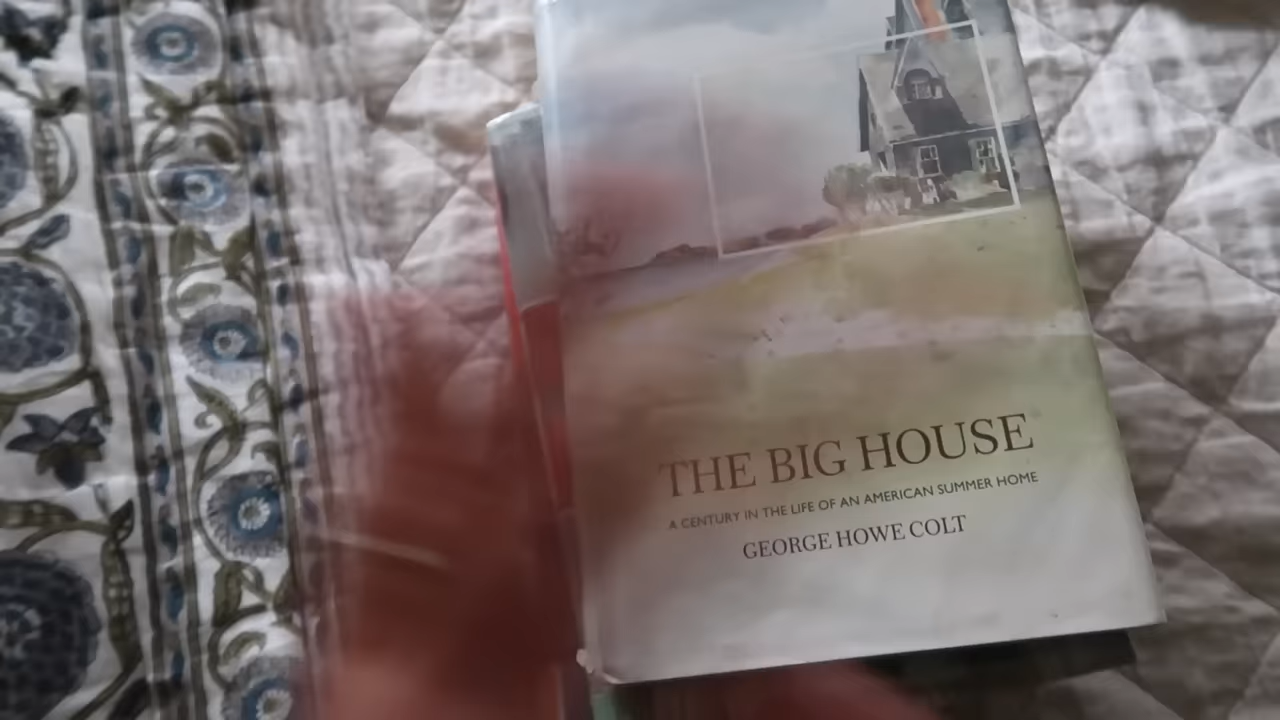 THE BIG HOUSE
A CENTURY IN THE LIFE OF AN AMERICAN SUMMER HOME
GEORGE HOWE COLT